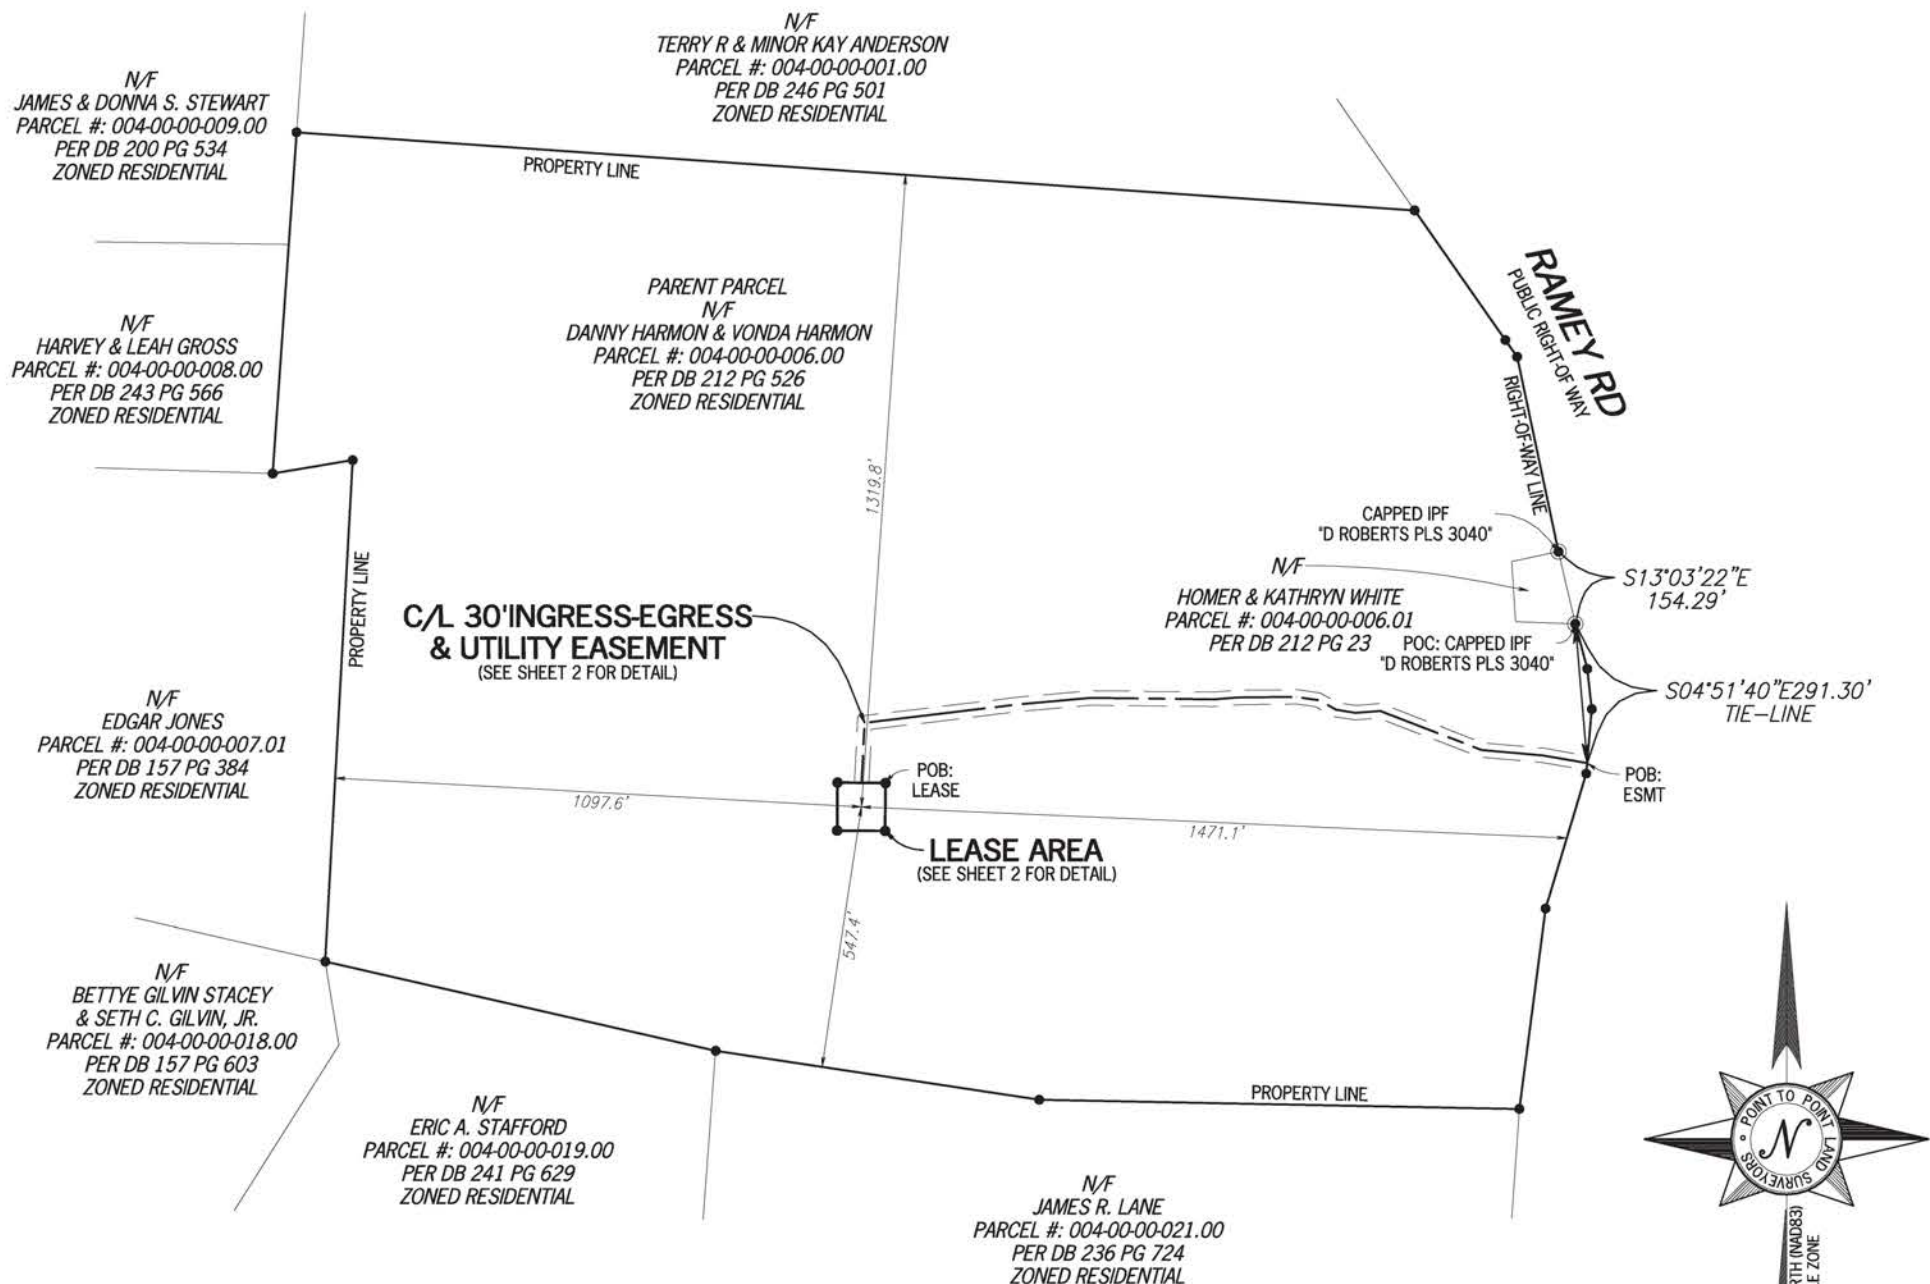 N/F
TERRY R & MINOR KAY ANDERSON
PARCEL #: 004-00-00-001.00
PER DB 246 PG 501
ZONED RESIDENTIAL
N/F
JAMES & DONNA S. STEWART
PARCEL #: 004-00-00-009.00
PER DB 200 PG 534
ZONED RESIDENTIAL
PROPERTY LINE
RAMEY RD
PUBLIC RIGHT-OF WAY
RIGHT-OF-WAY LINE
PARENT PARCEL
N/F
DANNY HARMON & VONDA HARMON
PARCEL #: 004-00-00-006.00
PER DB 212 PG 526
ZONED RESIDENTIAL
N/F
HARVEY & LEAH GROSS
PARCEL #: 004-00-00-008.00
PER DB 243 PG 566
ZONED RESIDENTIAL
1319.8'
CAPPED IPF
"D ROBERTS PLS 3040"
N/F
HOMER & KATHRYN WHITE
PARCEL #: 004-00-00-006.01
PER DB 212 PG 23
S13°03'22"E
154.29'
POC: CAPPED IPF
"D ROBERTS PLS 3040"
S04°51'40"E291.30'
TIE-LINE
PROPERTY LINE
C/L 30'INGRESS-EGRESS
& UTILITY EASEMENT
(SEE SHEET 2 FOR DETAIL)
N/F
EDGAR JONES
PARCEL #: 004-00-00-007.01
PER DB 157 PG 384
ZONED RESIDENTIAL
POB:
LEASE
POB:
ESMT
1097.6'
1471.1'
LEASE AREA
(SEE SHEET 2 FOR DETAIL)
547.4'
N/F
BETTYE GILVIN STACEY
& SETH C. GILVIN, JR.
PARCEL #: 004-00-00-018.00
PER DB 157 PG 603
ZONED RESIDENTIAL
PROPERTY LINE
N/F
ERIC A. STAFFORD
PARCEL #: 004-00-00-019.00
PER DB 241 PG 629
ZONED RESIDENTIAL
N/F
JAMES R. LANE
PARCEL #: 004-00-00-021.00
PER DB 236 PG 724
ZONED RESIDENTIAL
POINT TO POINT LAND SURVEYORS
N
(NAD83)
ZONE